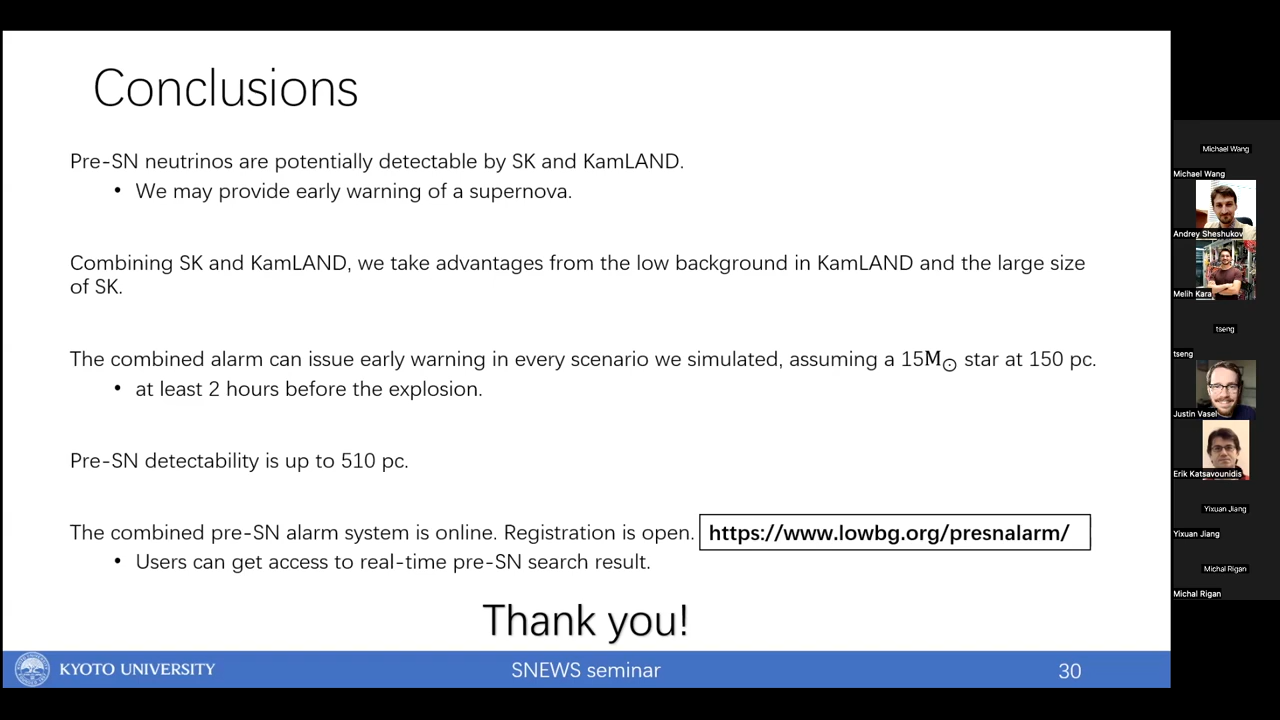 Conclusions
Pre-SN neutrinos are potentially detectable by SK and KamLAND.
• We may provide early warning of a supernova.
Combining SK and KamLAND, we take advantages from the low background in KamLAND and the large size
of SK.
The combined alarm can issue early warning in every scenario we simulated, assuming a 15M⊙ star at 150 pc.
• at least 2 hours before the explosion.
Pre-SN detectability is up to 510 pc.
The combined pre-SN alarm system is online. Registration is open. https://www.lowbg.org/presnalarm/
• Users can get access to real-time pre-SN search result.
Thank you!
KYOTO UNIVERSITY
SNEWS seminar
30
Michael Wang
Michael Wang
Andrey Sheshukov
Melih Kara
tseng
tseng
Justin Vasel
Erik Katsavounidis
Yixuan Jiang
Yixuan Jiang
Michal Rigan
Michal Rigan